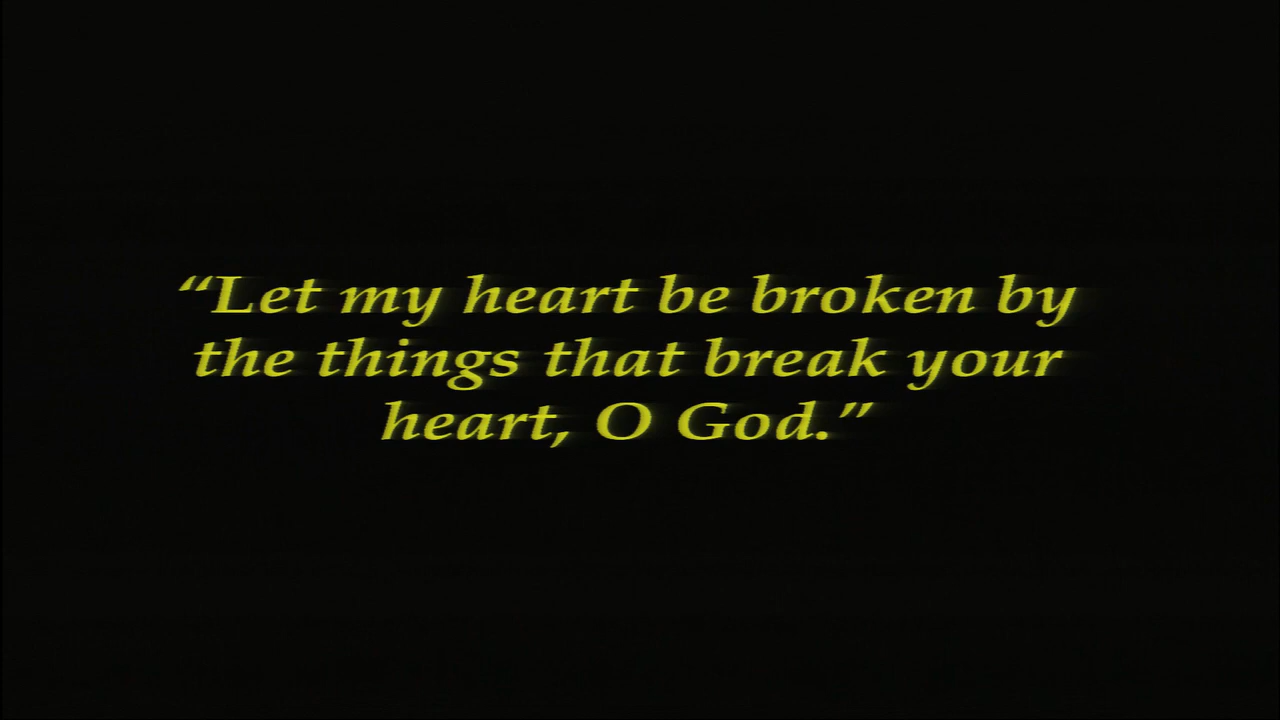 “Let my heart be broken by
the things that break your
heart, O God.”